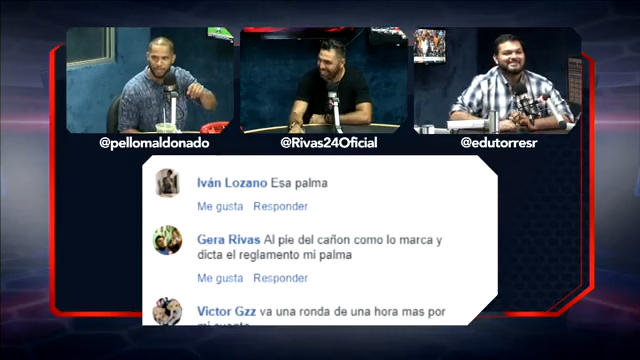 @pellomaldonado
@Rivas24Oficial
@edutorresr
Iván Lozano Esa palma
Me gusta Responder
Gera Rivas Al pie del cañon como lo marca y
dicta el reglamento mi palma
Me gusta Responder
Victor Gzz va una ronda de una hora mas por
mi